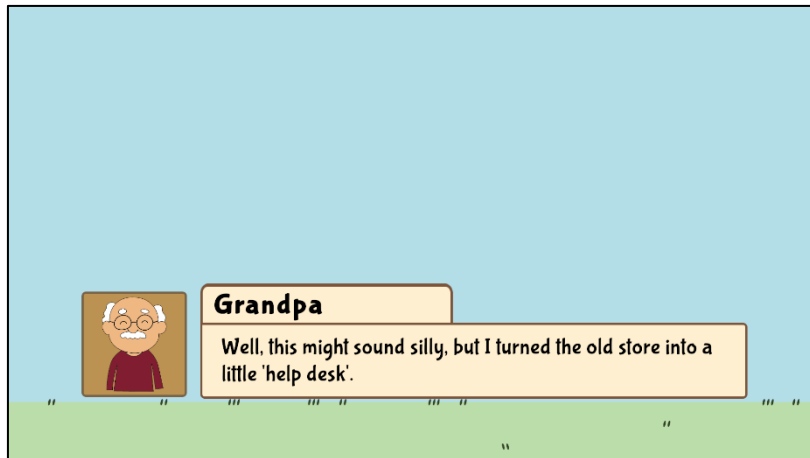 Grandpa
Well, this might sound silly, but I turned the old store into a
little 'help desk'.